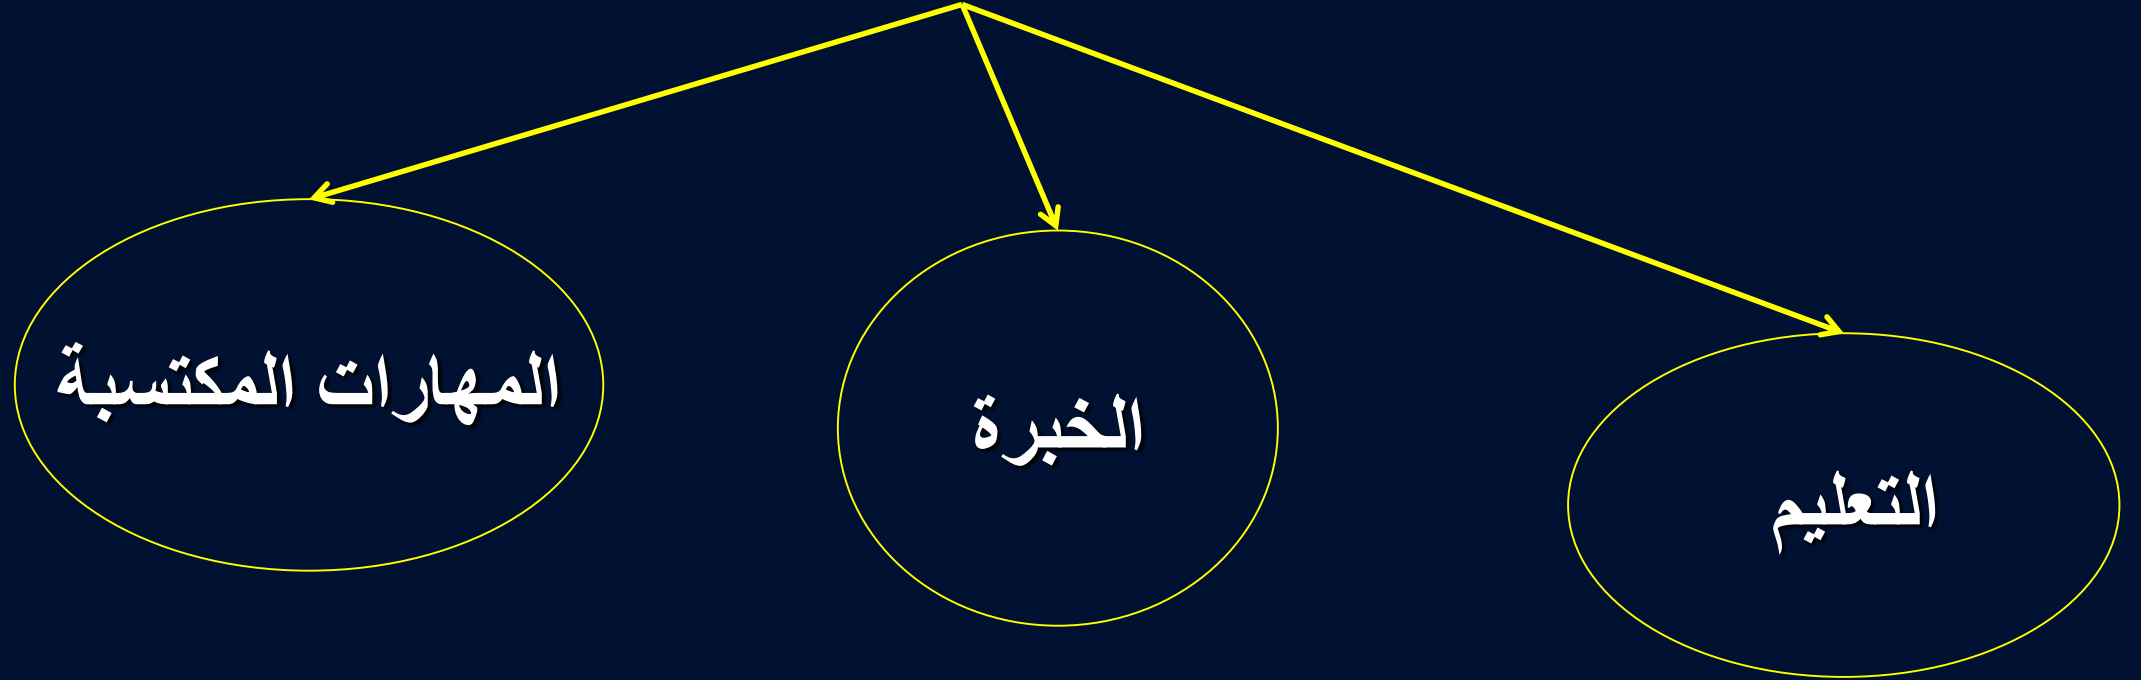 التعليم
الخبرة
المهارات المكتسبة